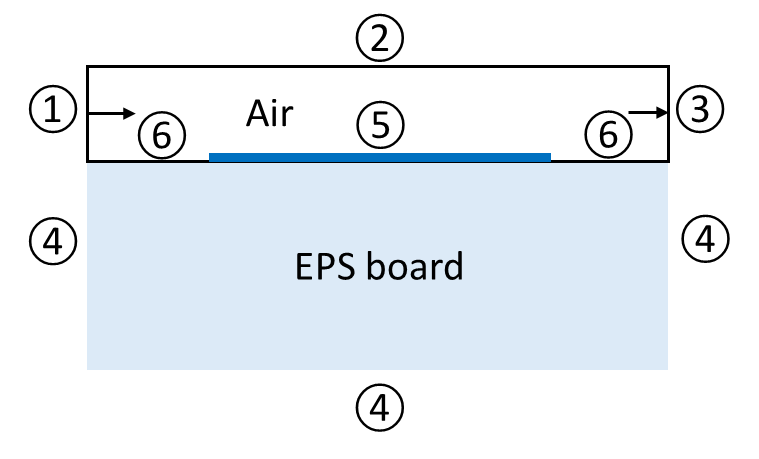 ②
① Air ⑤ ③
⑥ ⑥
④ ④
EPS board
④